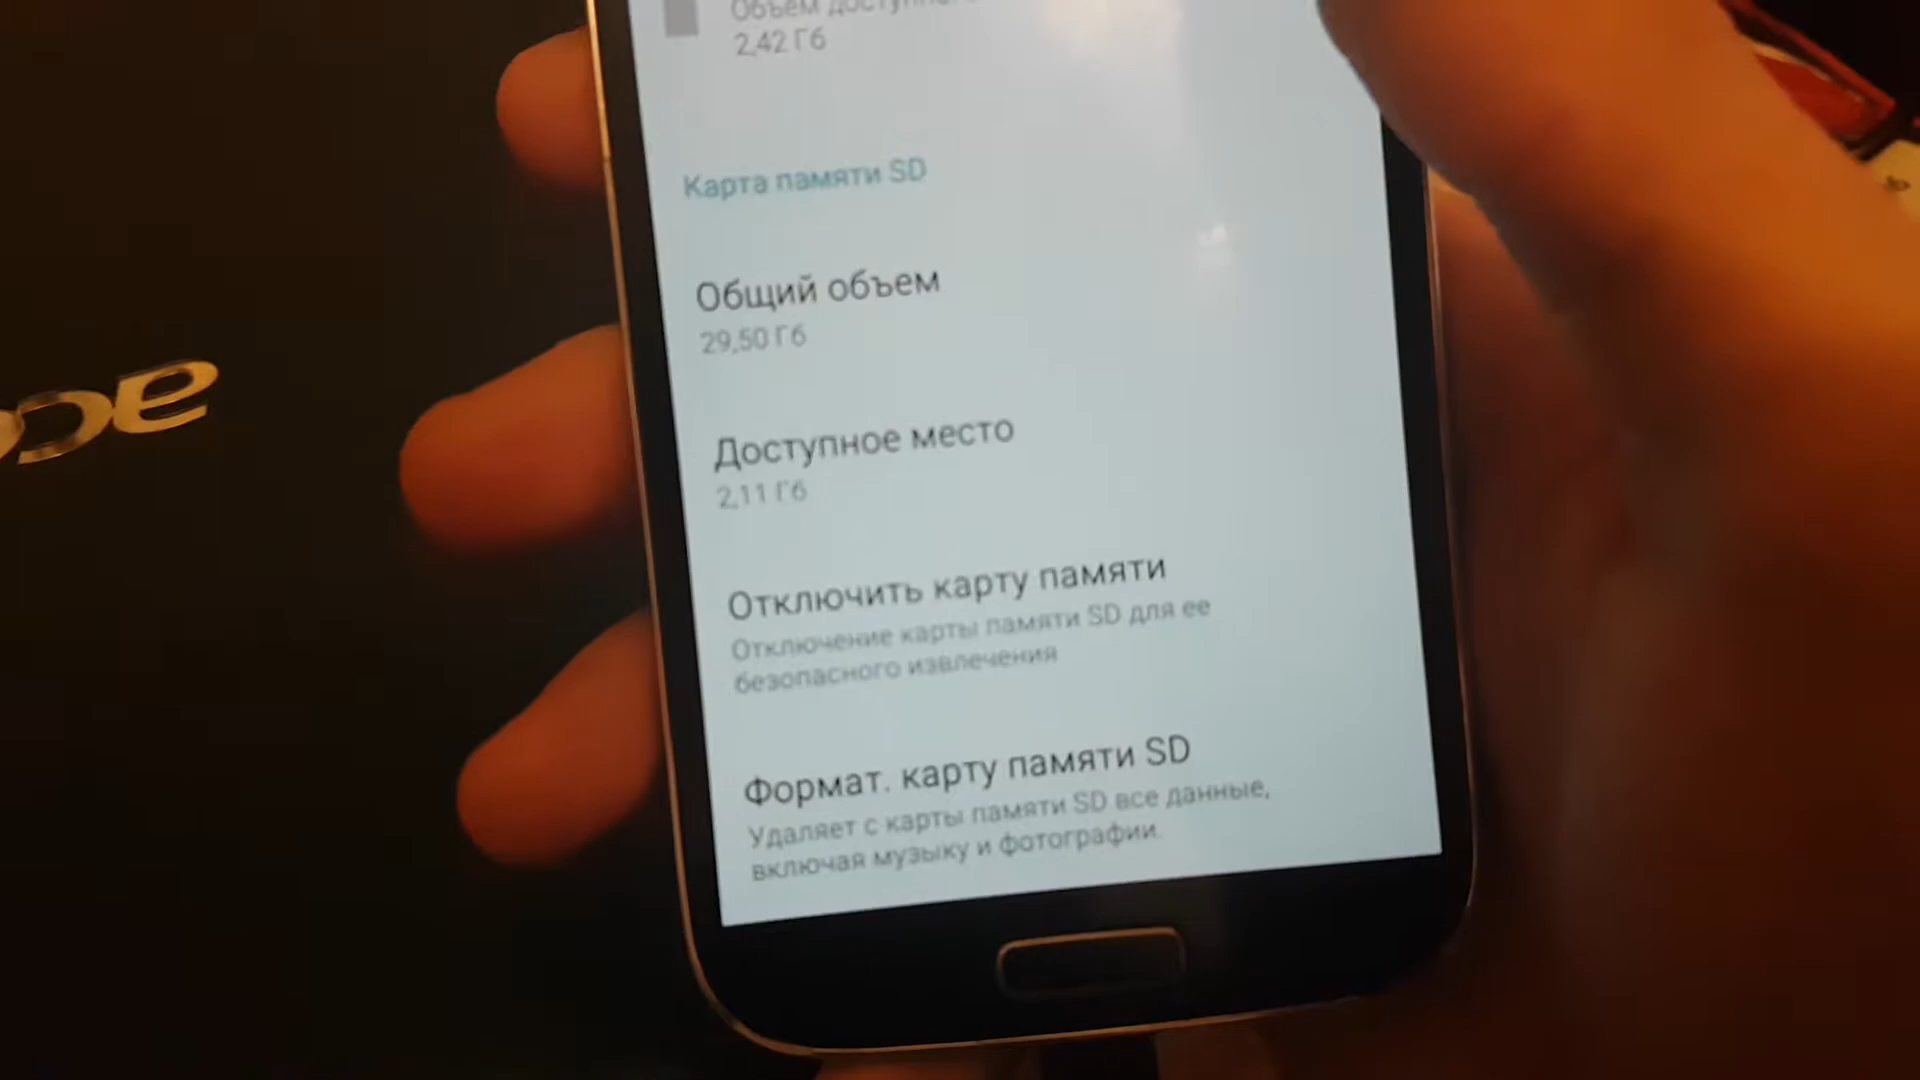 Объем доступной
2,42 Гб
Карта памяти SD
Общий объем
29,50 Гб
Доступное место
2,11 Гб
Отключить карту памяти
Отключение карты памяти SD для ее
безопасного извлечения
Формат. карту памяти SD
Удаляет с карты памяти SD все данные,
включая музыку и фотографии.